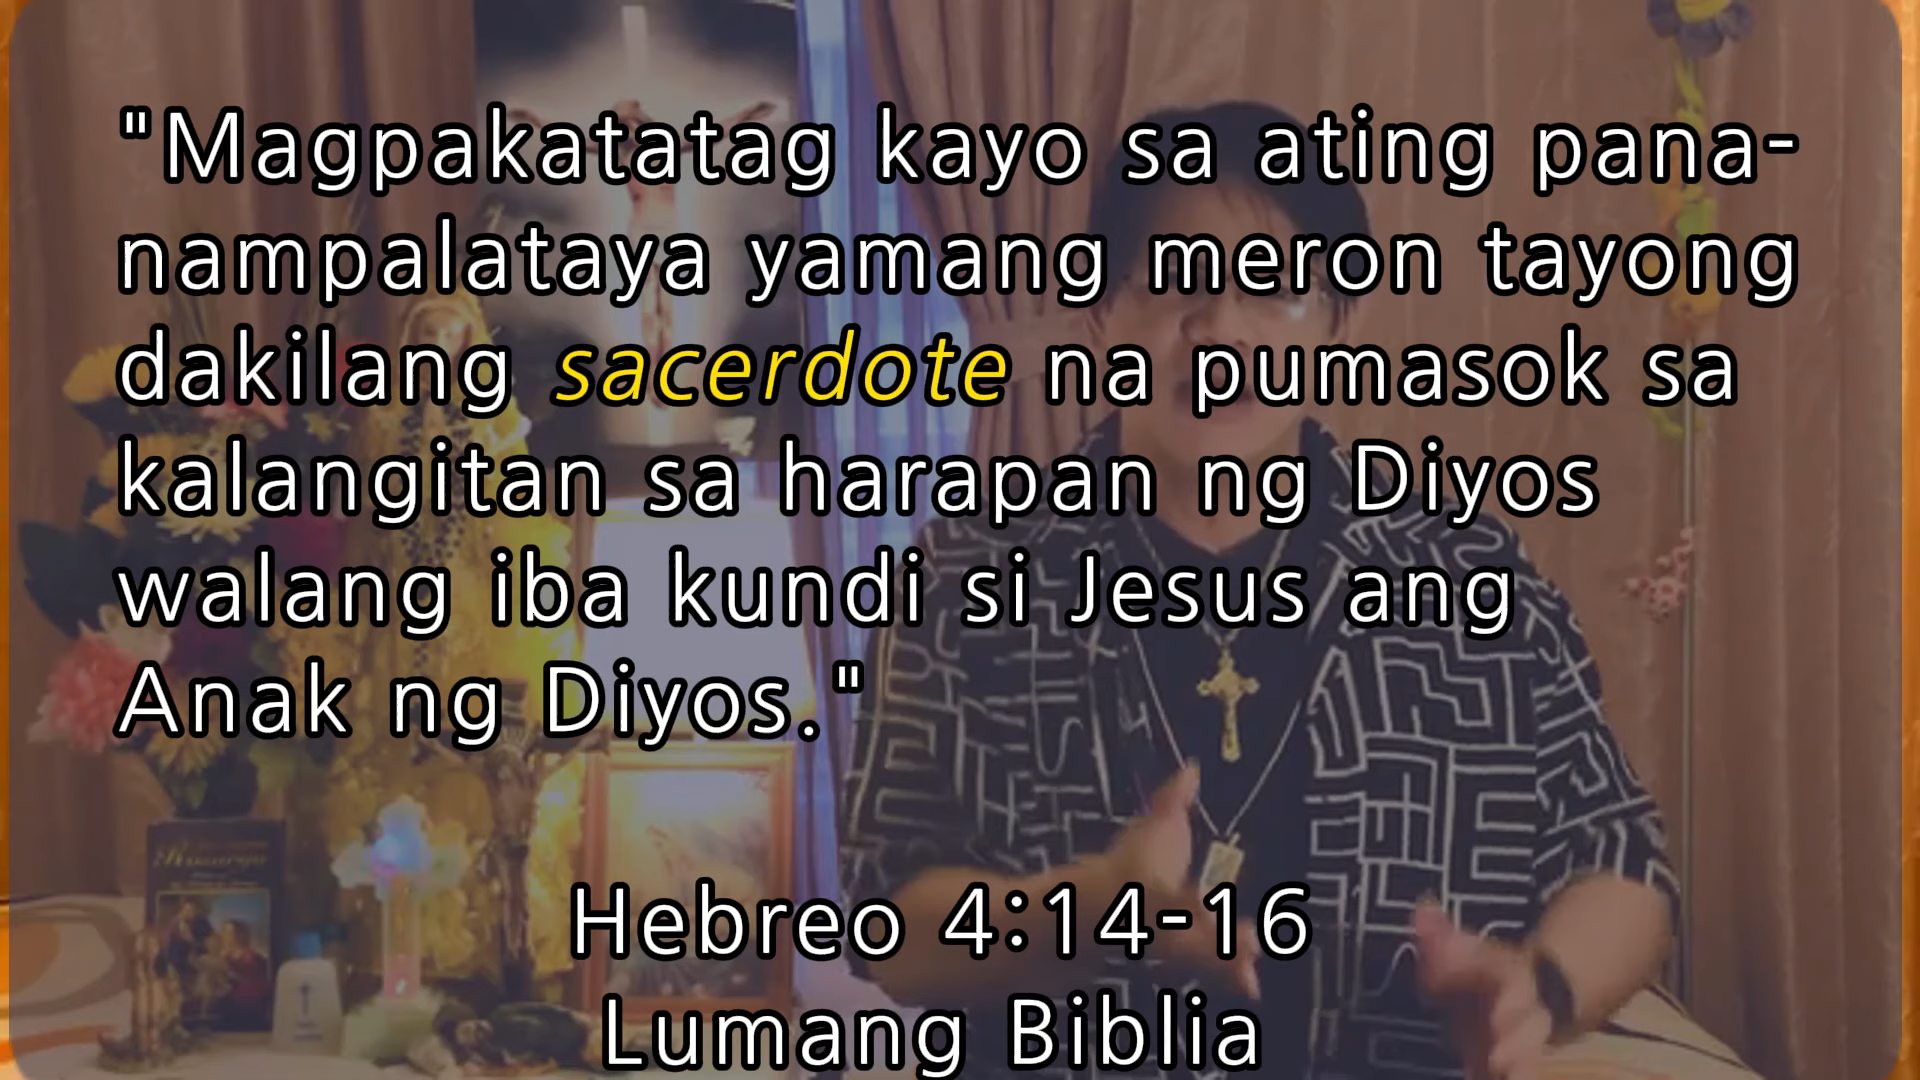 "Magpakatatag kayo sa ating pana-
nampalataya yamang meron tayong
dakilang sacerdote na pumasok sa
kalangitan sa harapan ng Diyos
walang iba kundi si Jesus ang
Anak ng Diyos."
Hebreo 4:14-16
Lumang Biblia